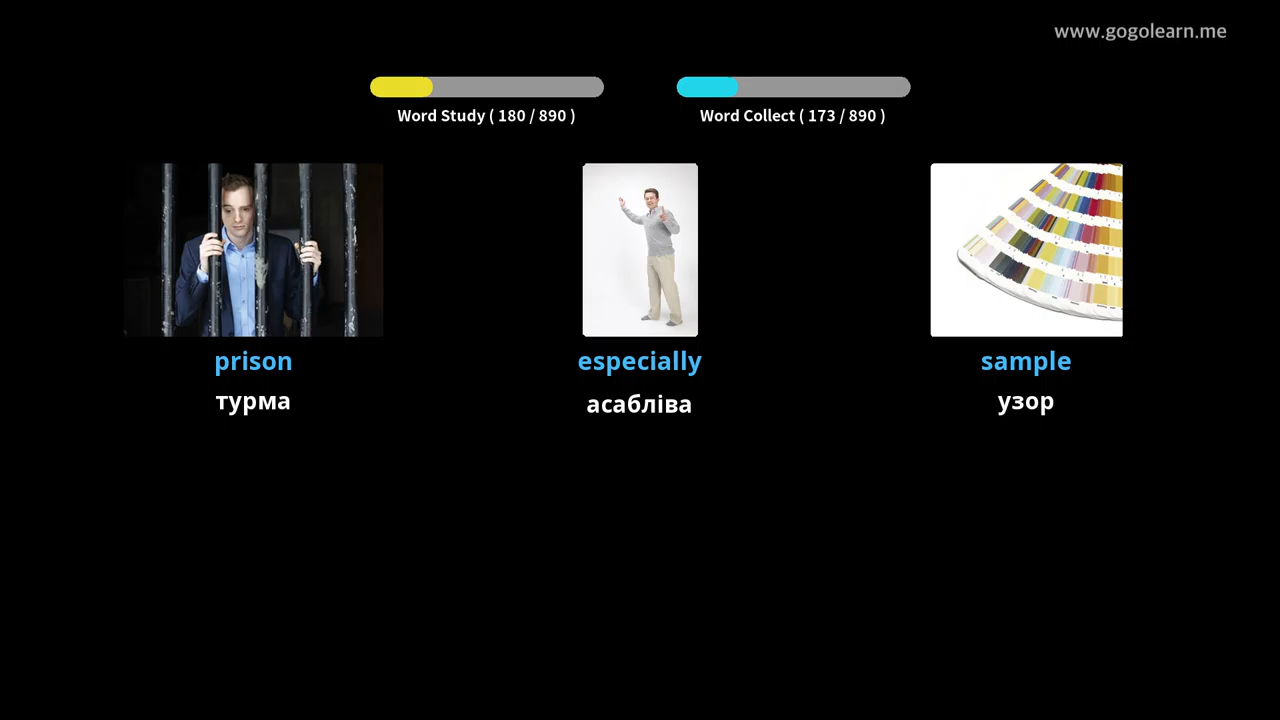 www.gogolearn.me
Word Study ( 180 / 890 )
Word Collect ( 173 / 890 )
prison
especially
sample
турма
асабліва
узор